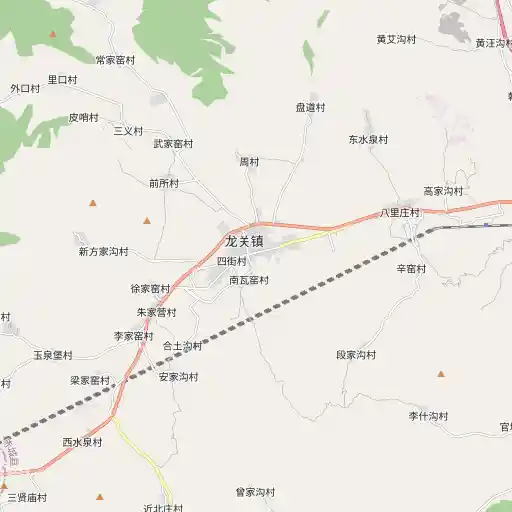 黄艾沟村
黄汪沟村
常家窑村
里口村
外口村
盘道村
皮哨村
三义村
东水泉村
武家窑村
周村
前所村
高家沟村
八里庄村
龙关镇
新方家沟村
四街村
辛窑村
南瓦窑村
徐家窑村
朱家营村
村
李家窑村
合土沟村
玉泉堡村
段家沟村
安家沟村
梁家窑村
村
李什沟村
西水泉村
曾家沟村
三贤庙村
近北庄村